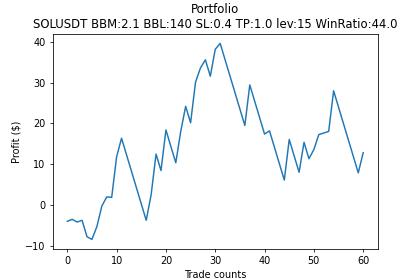 Portfolio
SOLUSDT BBM:2.1 BBL:140 SL:0.4 TP:1.0 lev:15 WinRatio:44.0
Profit ($)
40
30
20
10
0
−10
0 10 20 30 40 50 60
Trade counts